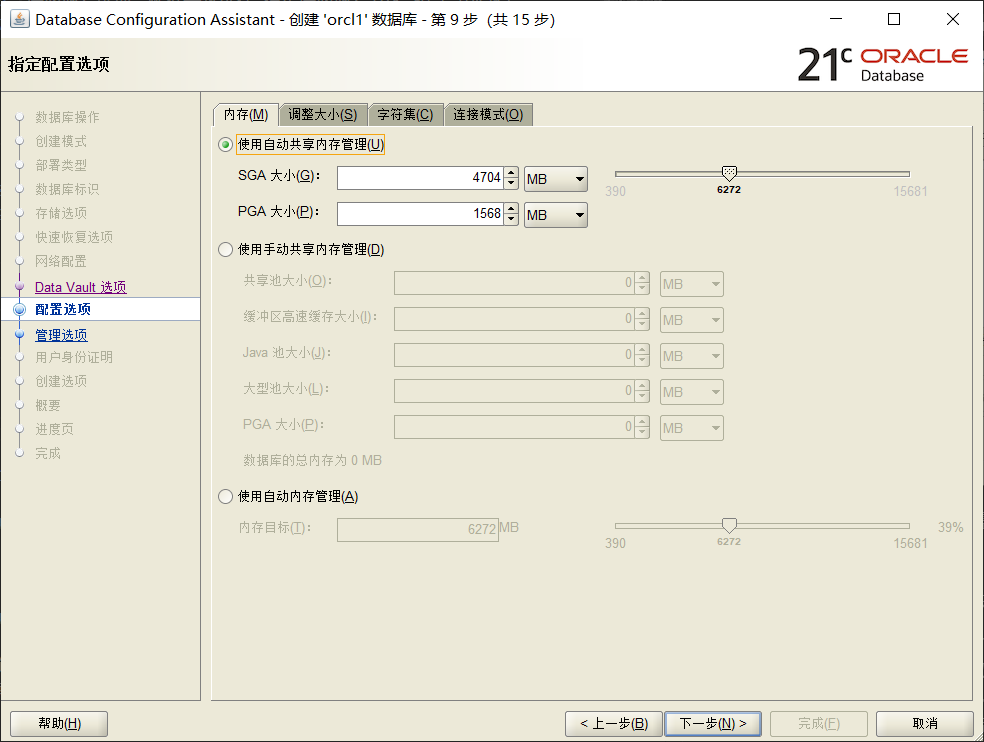 Database Configuration Assistant - 创建 'orcl1' 数据库 - 第 9 步 (共 15 步)
指定配置选项
21c ORACLE Database
数据库操作
创建模式
部署类型
数据库标识
存储选项
快速恢复选项
网络配置
Data Vault 选项
配置选项
管理选项
用户身份证明
创建选项
概要
进度页
完成
内存(M) 调整大小(S) 字符集(C) 连接模式(O)
使用自动共享内存管理(U)
SGA 大小(G): 4704 MB
390 6272 15681
PGA 大小(P): 1568 MB
使用手动共享内存管理(D)
共享池大小(O): 0 MB
缓冲区高速缓存大小(I): 0 MB
Java 池大小(J): 0 MB
大型池大小(L): 0 MB
PGA 大小(P): 0 MB
数据库的总内存为 0 MB
使用自动内存管理(A)
内存目标(T): 6272 MB 39%
390 6272 15681
帮助(H) < 上一步(B) 下一步(N) > 完成(F) 取消